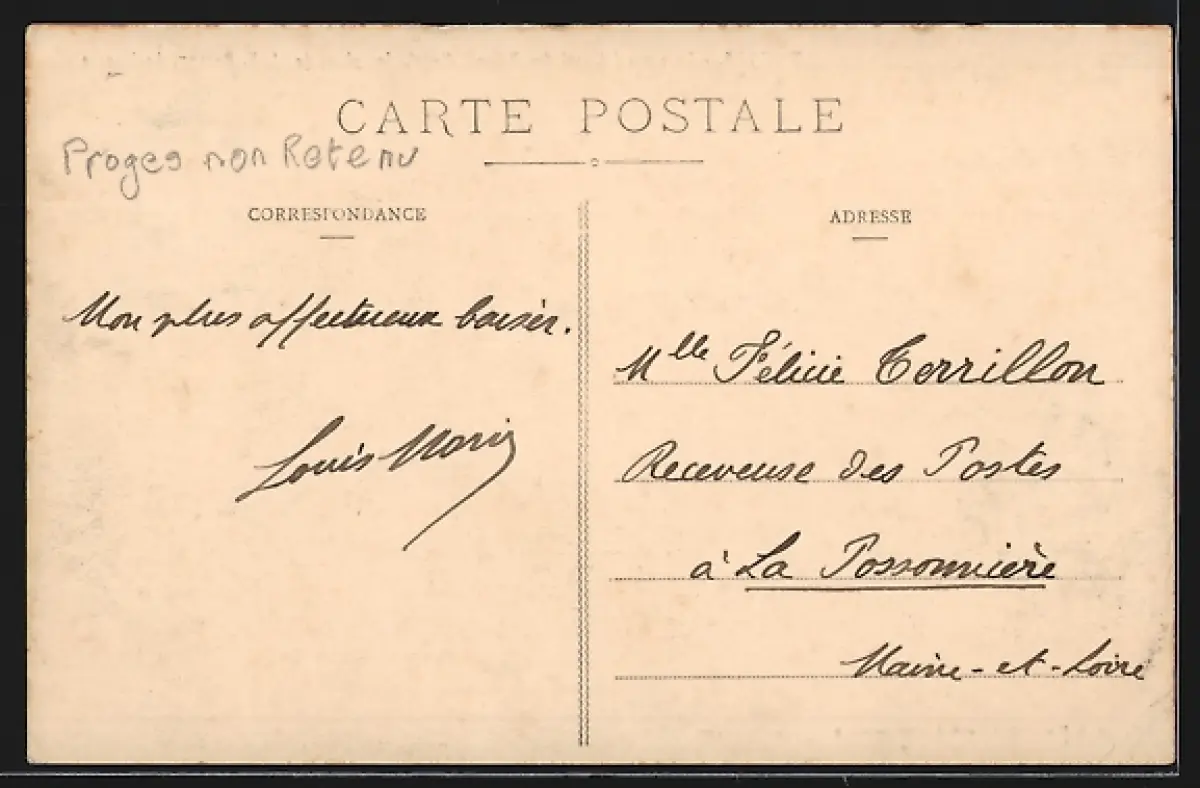 CARTE POSTALE
Proges non Retenu
CORRESPONDANCE
Mon plus affectueux baiser.
Louis
ADRESSE
Mlle Félicie Terrillon
Receveuse des Postes
à La Possonnière
Maine-et-Loire